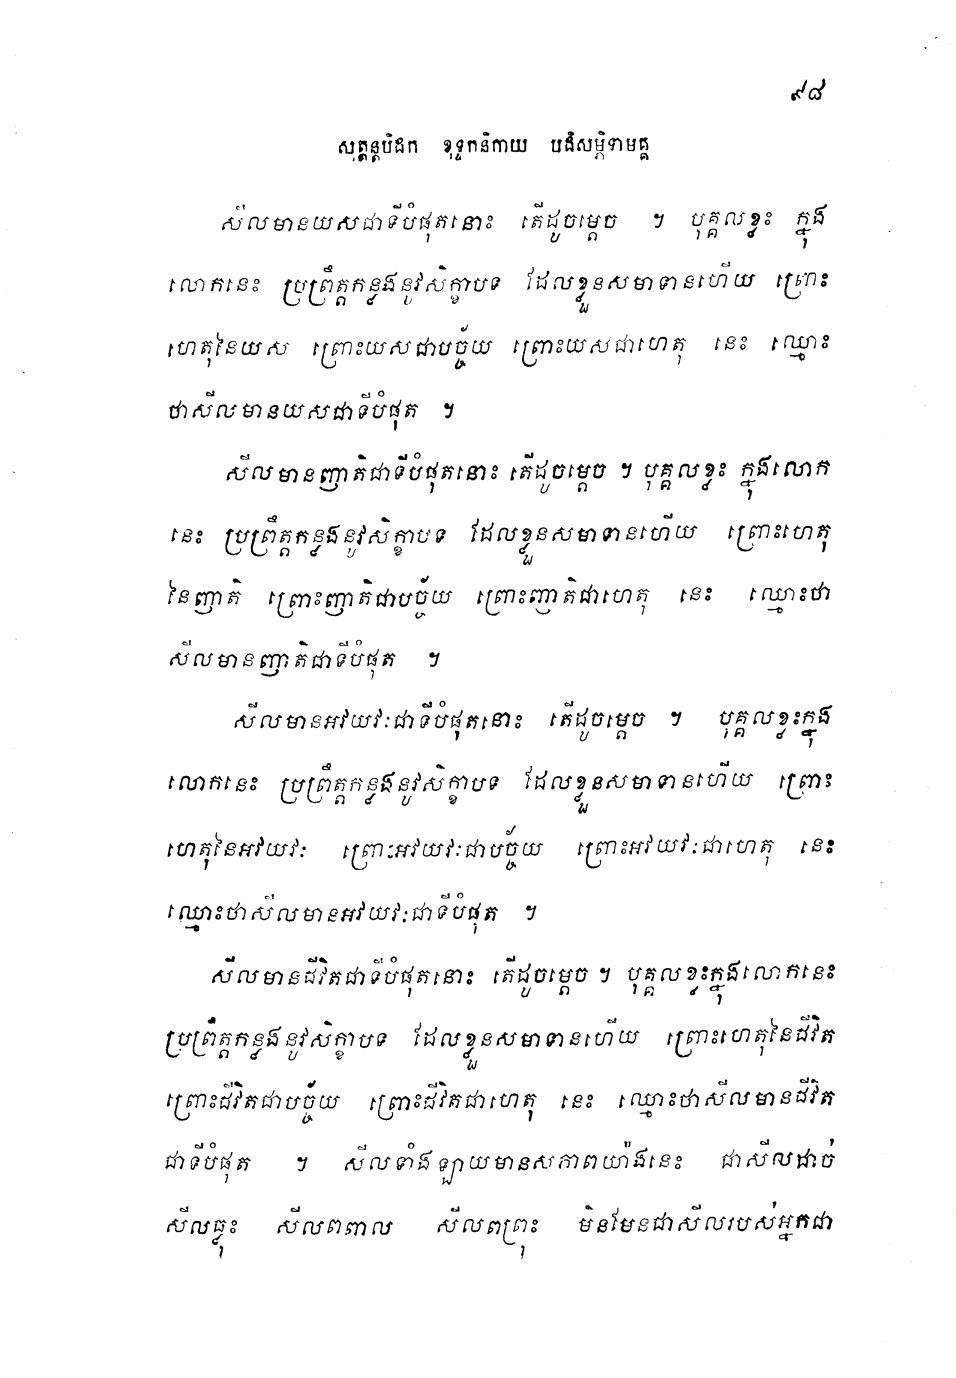 ៩៨
សុត្តន្តបិដក ខុទ្ទកនិកាយ បដិសម្ភិទាមគ្គ
សីលមានយសជាទីបំផុតនោះ តើដូចម្តេច ។ បុគ្គលខ្លះ ក្នុង
លោកនេះ ប្រព្រឹត្តកន្លងនូវសិក្ខាបទ ដែលខ្លួនសមាទានហើយ ព្រោះ
ហេតុនៃយស ព្រោះយសជាបច្ច័យ ព្រោះយសជាហេតុ នេះ ឈ្មោះ
ថាសីលមានយសជាទីបំផុត ។
សីលមានញាតិជាទីបំផុតនោះ តើដូចម្តេច ។ បុគ្គលខ្លះ ក្នុងលោក
នេះ ប្រព្រឹត្តកន្លងនូវសិក្ខាបទ ដែលខ្លួនសមាទានហើយ ព្រោះហេតុ
នៃញាតិ ព្រោះញាតិជាបច្ច័យ ព្រោះញាតិជាហេតុ នេះ ឈ្មោះថា
សីលមានញាតិជាទីបំផុត ។
សីលមានអវយវៈជាទីបំផុតនោះ តើដូចម្តេច ។ បុគ្គលខ្លះក្នុង
លោកនេះ ប្រព្រឹត្តកន្លងនូវសិក្ខាបទ ដែលខ្លួនសមាទានហើយ ព្រោះ
ហេតុនៃអវយវៈ ព្រោះអវយវៈជាបច្ច័យ ព្រោះអវយវៈជាហេតុ នេះ
ឈ្មោះថាសីលមានអវយវៈជាទីបំផុត ។
សីលមានជីវិតជាទីបំផុតនោះ តើដូចម្តេច ។ បុគ្គលខ្លះក្នុងលោកនេះ
ប្រព្រឹត្តកន្លងនូវសិក្ខាបទ ដែលខ្លួនសមាទានហើយ ព្រោះហេតុនៃជីវិត
ព្រោះជីវិតជាបច្ច័យ ព្រោះជីវិតជាហេតុ នេះ ឈ្មោះថាសីលមានជីវិត
ជាទីបំផុត ។ សីលទាំងឡាយមានសភាពយ៉ាងនេះ ជាសីលដាច់
សីលធ្លុះ សីលពពាល សីលពព្រុះ មិនមែនជាសីលរបស់អ្នកជា